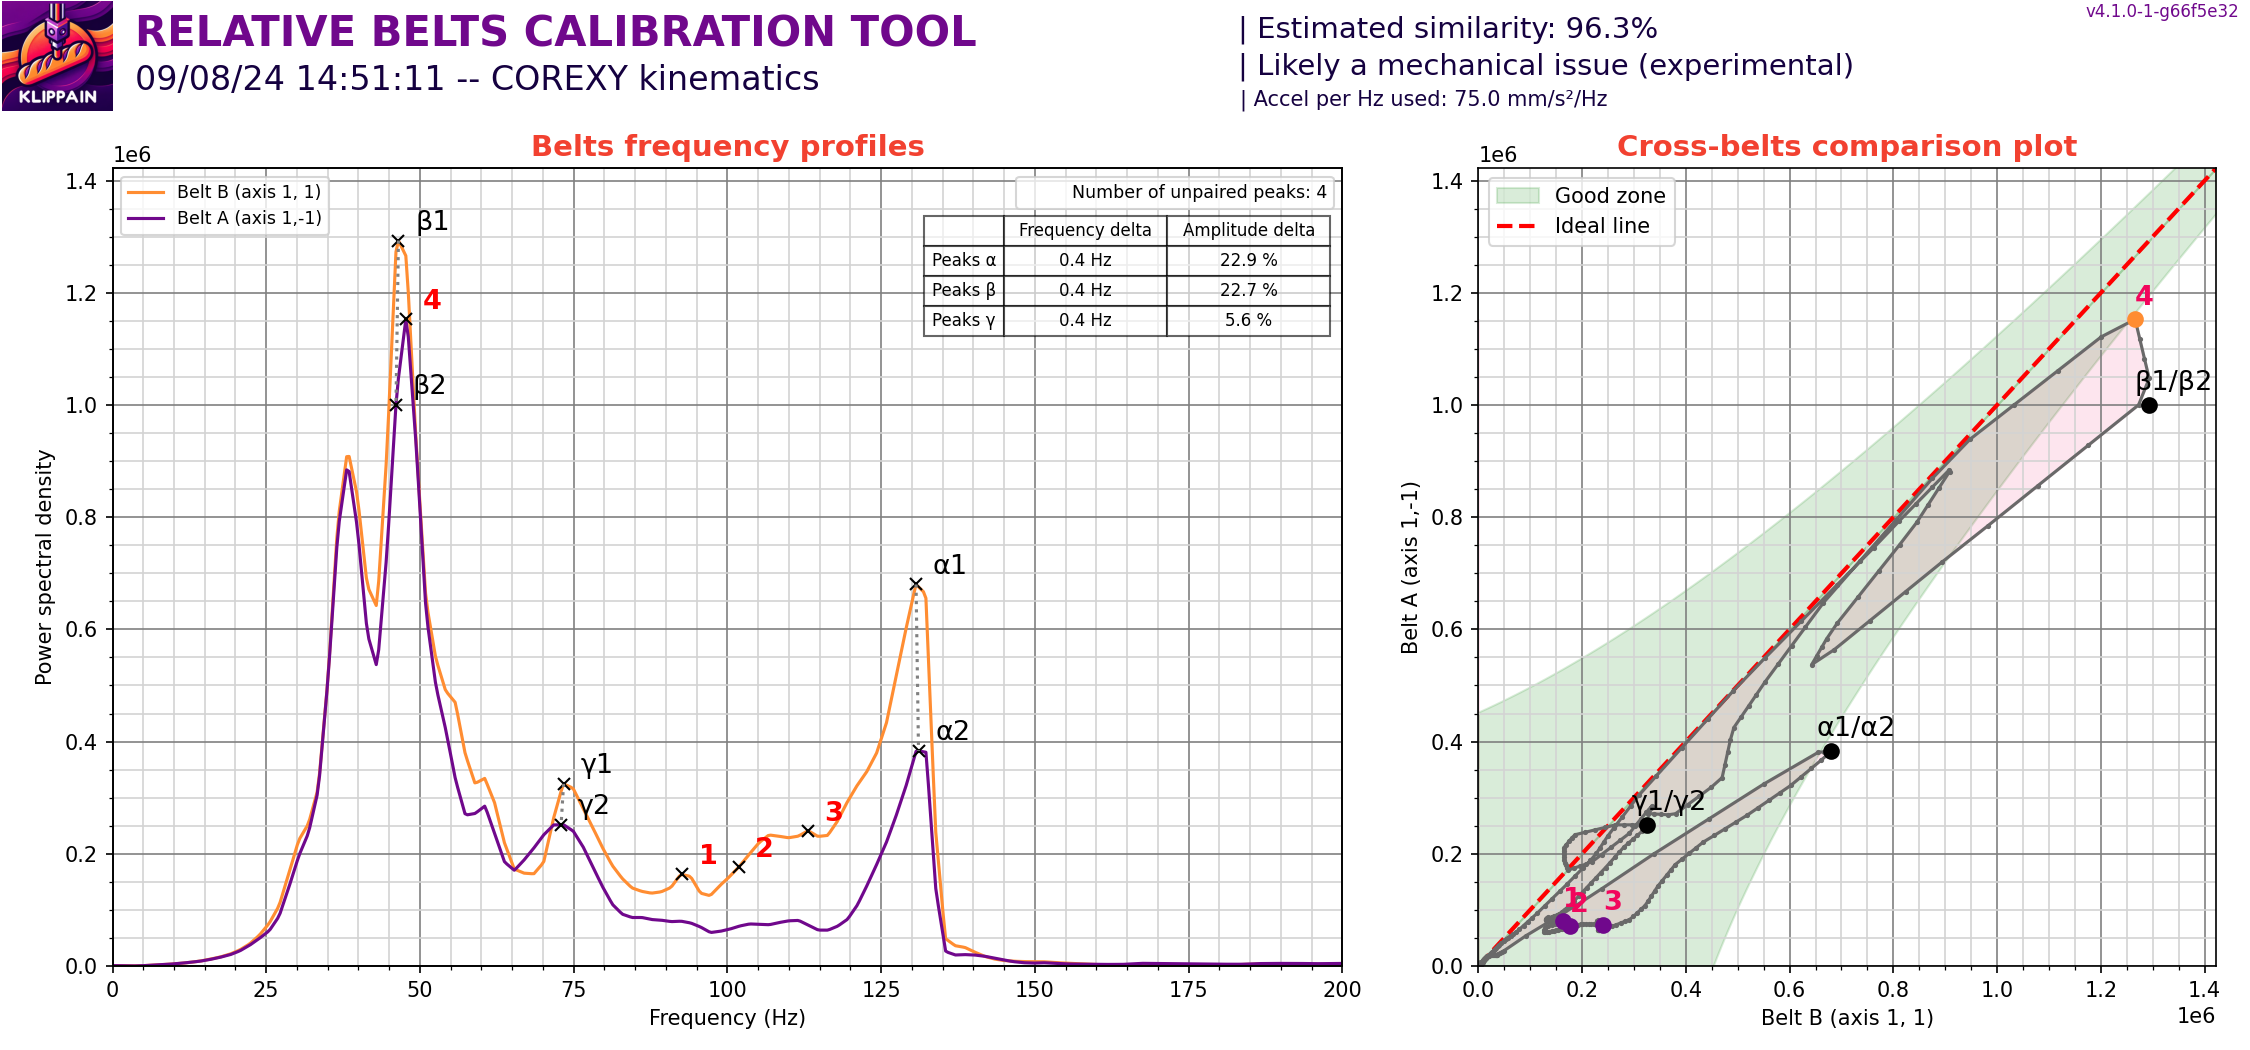 KLIPPAIN
RELATIVE BELTS CALIBRATION TOOL
09/08/24 14:51:11 -- COREXY kinematics
| Estimated similarity: 96.3%
| Likely a mechanical issue (experimental)
| Accel per Hz used: 75.0 mm/s²/Hz
v4.1.0-1-g66f5e32
Belts frequency profiles
1e6
Belt B (axis 1, 1)
Belt A (axis 1,-1)
Number of unpaired peaks: 4
Frequency delta Amplitude delta
Peaks α 0.4 Hz 22.9 %
Peaks β 0.4 Hz 22.7 %
Peaks γ 0.4 Hz 5.6 %
β1
4
β2
α1
α2
γ1
γ2
1
2
3
1.4
1.2
1.0
0.8
0.6
0.4
0.2
0.0
Power spectral density
0 25 50 75 100 125 150 175 200
Frequency (Hz)
Cross-belts comparison plot
1e6
Good zone
Ideal line
4
β1/β2
α1/α2
γ1/γ2
1
2
3
1.4
1.2
1.0
0.8
0.6
0.4
0.2
0.0
Belt A (axis 1,-1)
0.0 0.2 0.4 0.6 0.8 1.0 1.2 1.4
Belt B (axis 1, 1)
1e6